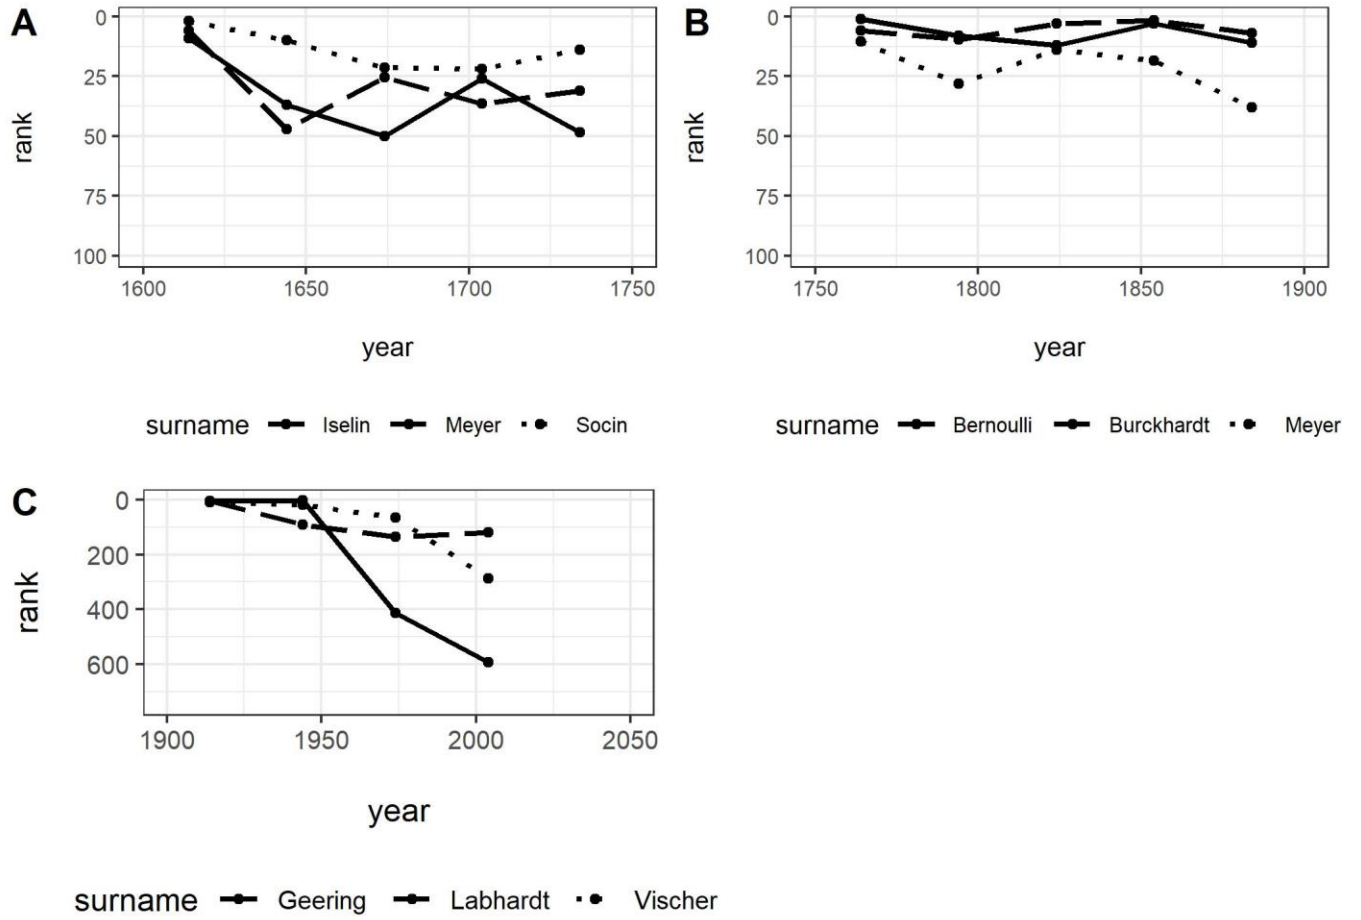 A
rank
0
25
50
75
100
1600 1650 1700 1750
year
surname Iselin Meyer Socin
B
rank
0
25
50
75
100
1750 1800 1850 1900
year
surname Bernoulli Burckhardt Meyer
C
rank
0
200
400
600
1900 1950 2000 2050
year
surname Geering Labhardt Vischer